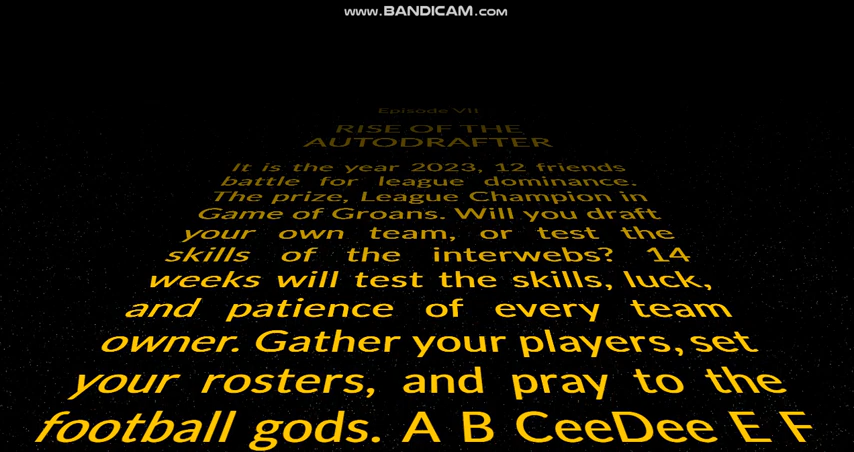 www.BANDICAM.com
Episode VII
RISE OF THE
AUTODRAFTER
It is the year 2023, 12 friends
battle for league dominance.
The prize, League Champion in
Game of Groans. Will you draft
your own team, or test the
skills of the interwebs? 14
weeks will test the skills, luck,
and patience of every team
owner. Gather your players, set
your rosters, and pray to the
football gods. A B CeeDee E F